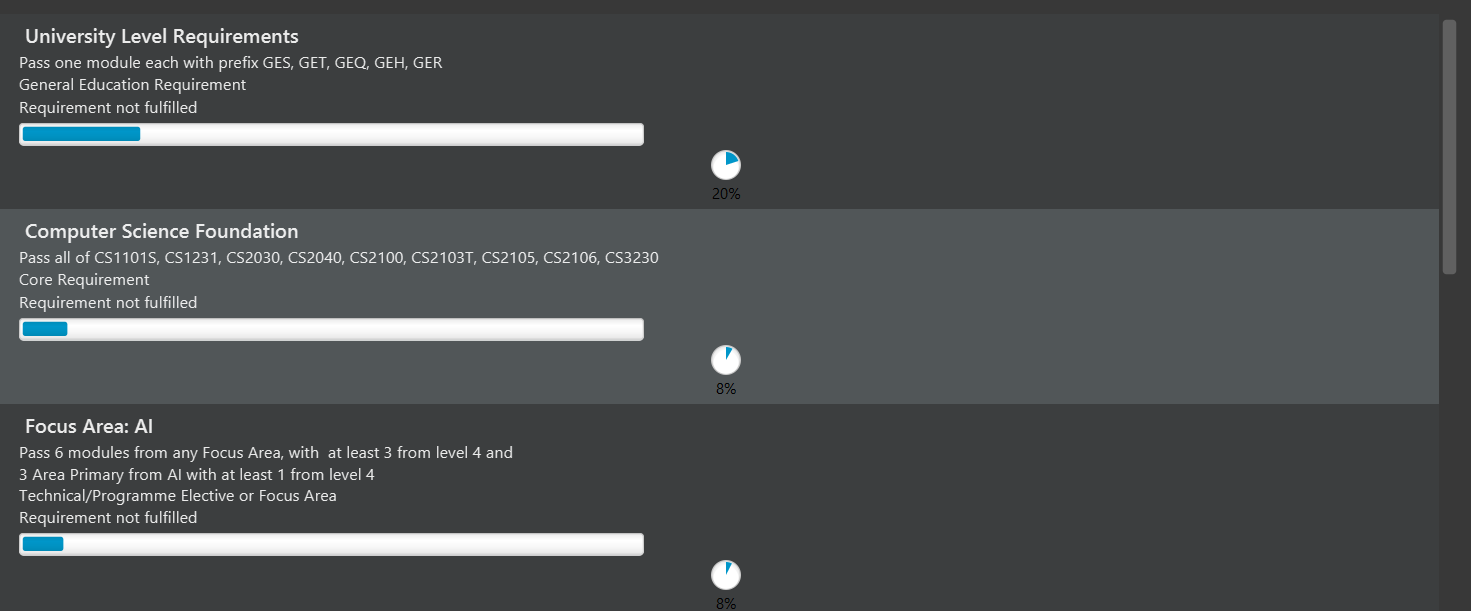 University Level Requirements
Pass one module each with prefix GES, GET, GEQ, GEH, GER
General Education Requirement
Requirement not fulfilled
20%
Computer Science Foundation
Pass all of CS1101S, CS1231, CS2030, CS2040, CS2100, CS2103T, CS2105, CS2106, CS3230
Core Requirement
Requirement not fulfilled
8%
Focus Area: AI
Pass 6 modules from any Focus Area, with  at least 3 from level 4 and
3 Area Primary from AI with at least 1 from level 4
Technical/Programme Elective or Focus Area
Requirement not fulfilled
8%